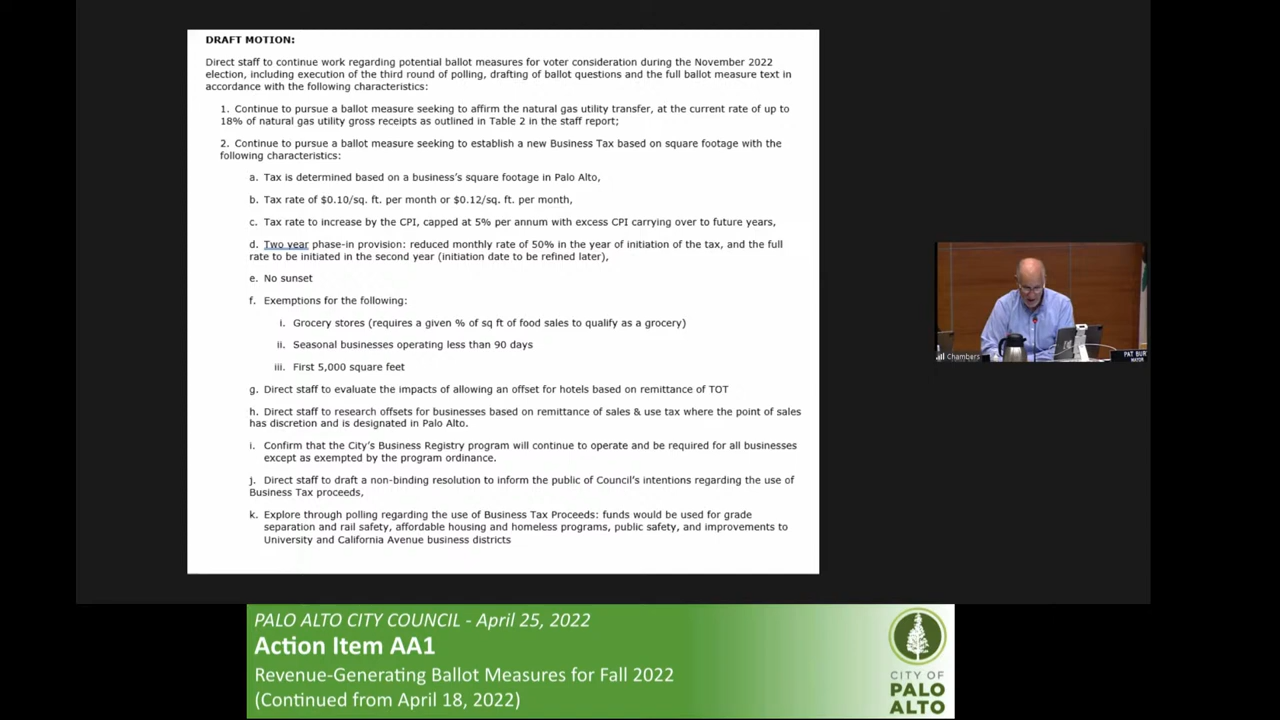 DRAFT MOTION:
Direct staff to continue work regarding potential ballot measures for voter consideration during the November 2022
election, including execution of the third round of polling, drafting of ballot questions and the full ballot measure text in
accordance with the following characteristics:
1. Continue to pursue a ballot measure seeking to affirm the natural gas utility transfer, at the current rate of up to
18% of natural gas utility gross receipts as outlined in Table 2 in the staff report;
2. Continue to pursue a ballot measure seeking to establish a new Business Tax based on square footage with the
following characteristics:
a. Tax is determined based on a business's square footage in Palo Alto,
b. Tax rate of $0.10/sq. ft. per month or $0.12/sq. ft. per month,
c. Tax rate to increase by the CPI, capped at 5% per annum with excess CPI carrying over to future years,
d. Two year phase-in provision: reduced monthly rate of 50% in the year of initiation of the tax, and the full
rate to be initiated in the second year (initiation date to be refined later),
e. No sunset
f. Exemptions for the following:
i. Grocery stores (requires a given % of sq ft of food sales to qualify as a grocery)
ii. Seasonal businesses operating less than 90 days
iii. First 5,000 square feet
g. Direct staff to evaluate the impacts of allowing an offset for hotels based on remittance of TOT
h. Direct staff to research offsets for businesses based on remittance of sales & use tax where the point of sales
has discretion and is designated in Palo Alto.
i. Confirm that the City's Business Registry program will continue to operate and be required for all businesses
except as exempted by the program ordinance.
j. Direct staff to draft a non-binding resolution to inform the public of Council's intentions regarding the use of
Business Tax proceeds,
k. Explore through polling regarding the use of Business Tax Proceeds: funds would be used for grade
separation and rail safety, affordable housing and homeless programs, public safety, and improvements to
University and California Avenue business districts
Chambers
PAT BUR
MAYOR
PALO ALTO CITY COUNCIL - April 25, 2022
Action Item AA1
Revenue-Generating Ballot Measures for Fall 2022
(Continued from April 18, 2022)
CITY OF
PALO
ALTO